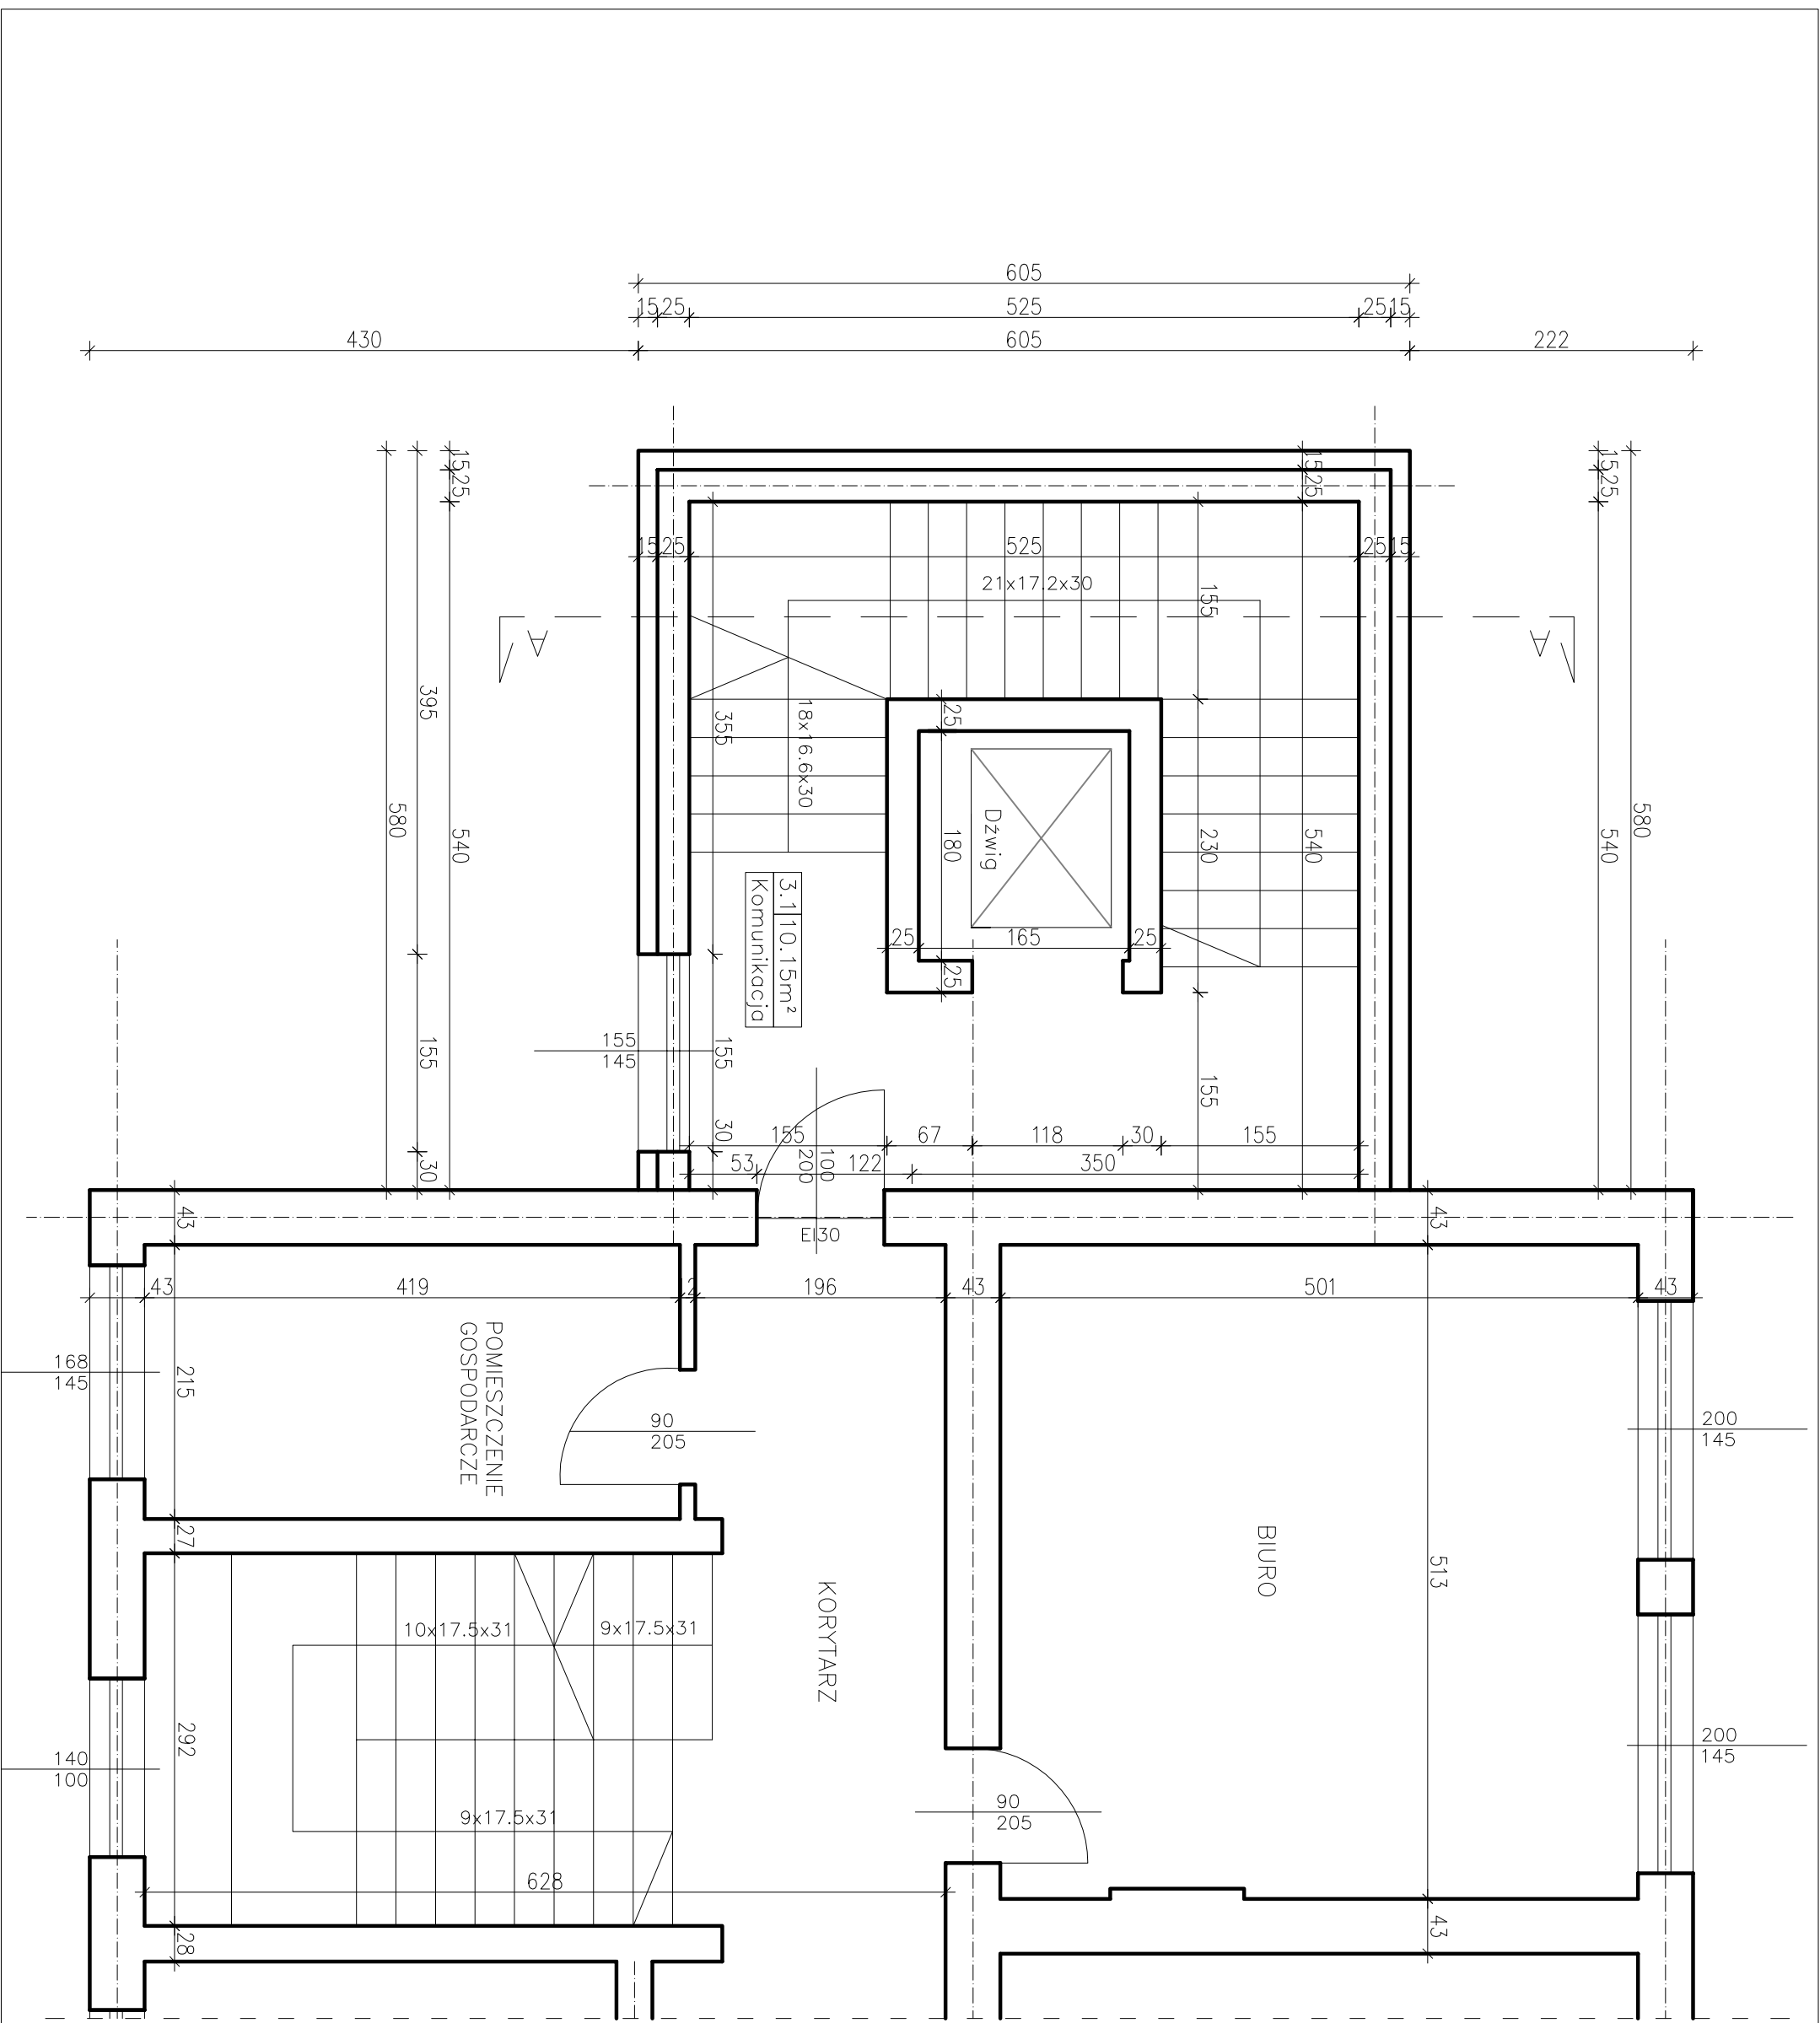 605
15 25 525 25 15
430 605 222
15 25
15 25
15 25
15 25 525 25 15
21x17.2x30
155
A A
395
355
18x16.6x30
25
580
540
Dźwig
180
230
540
540
580
3.1 10.15m²
Komunikacja
25 165 25
25
155
145
155
155
155
30
30
155 67 118 30 155
53 122 350
100
200
EI30
43
43
43 419 12 196 43 501 43
168
145
215
POMIESZCZENIE
GOSPODARCZE
90
205
200
145
27
BIURO
513
KORYTARZ
10x17.5x31 9x17.5x31
292
140
100
200
145
9x17.5x31
90
205
628
28
43